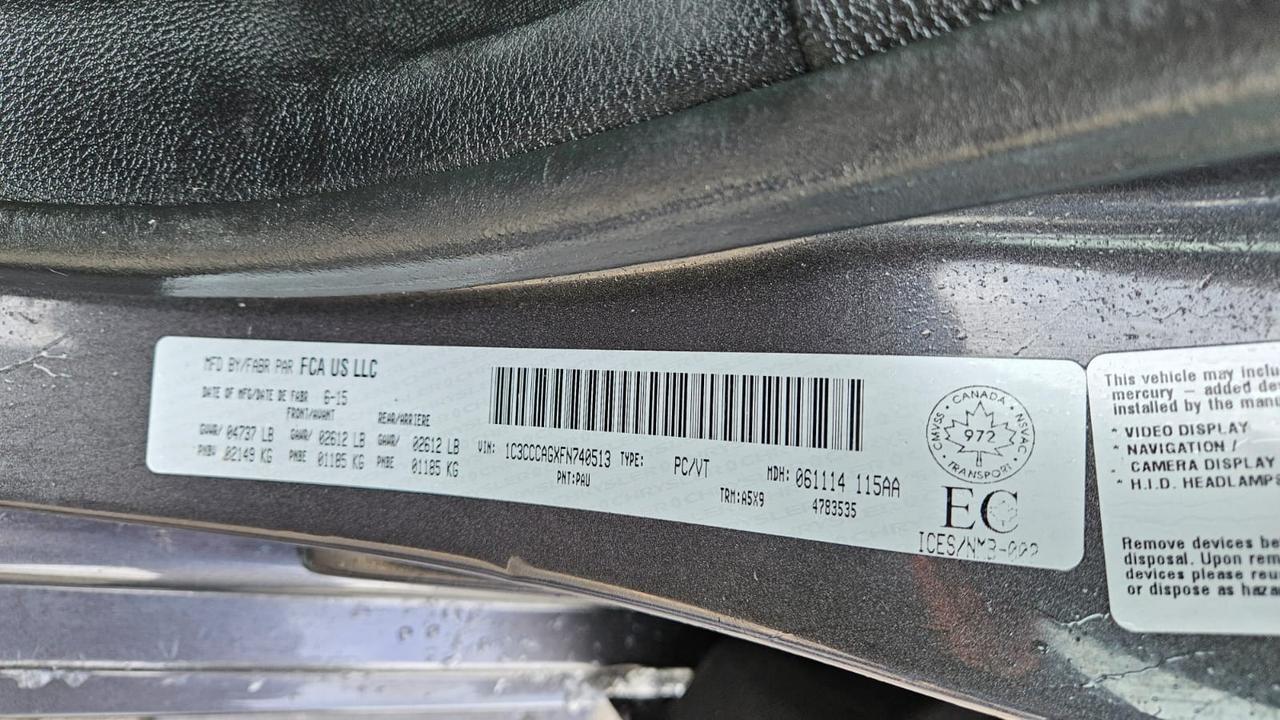 MFD BY/FABR PAR FCA US LLC
DATE OF MFG/DATE DE FABR 6-15
FRONT/AVANT REAR/ARRIERE
GVWR/ 04737 LB GAWR/ 02612 LB GAWR/ 02612 LB
PNBV 02149 KG PNBE 01185 KG PNBE 01185 KG
VIN: 1C3CCCAGXFN740513 TYPE: PC/VT MDH: 061114 115AA
PNT:PAU TRM:A5X9 4783535
CMVSS • CANADA • NSVAC
972
• TRANSPORT •
EC
ICES/NMB-002
This vehicle may inclu
mercury – added de
installed by the manu
* VIDEO DISPLAY
* NAVIGATION /
CAMERA DISPLAY
* H.I.D. HEADLAMPS
Remove devices be
disposal. Upon rem
devices please reu
or dispose as haza